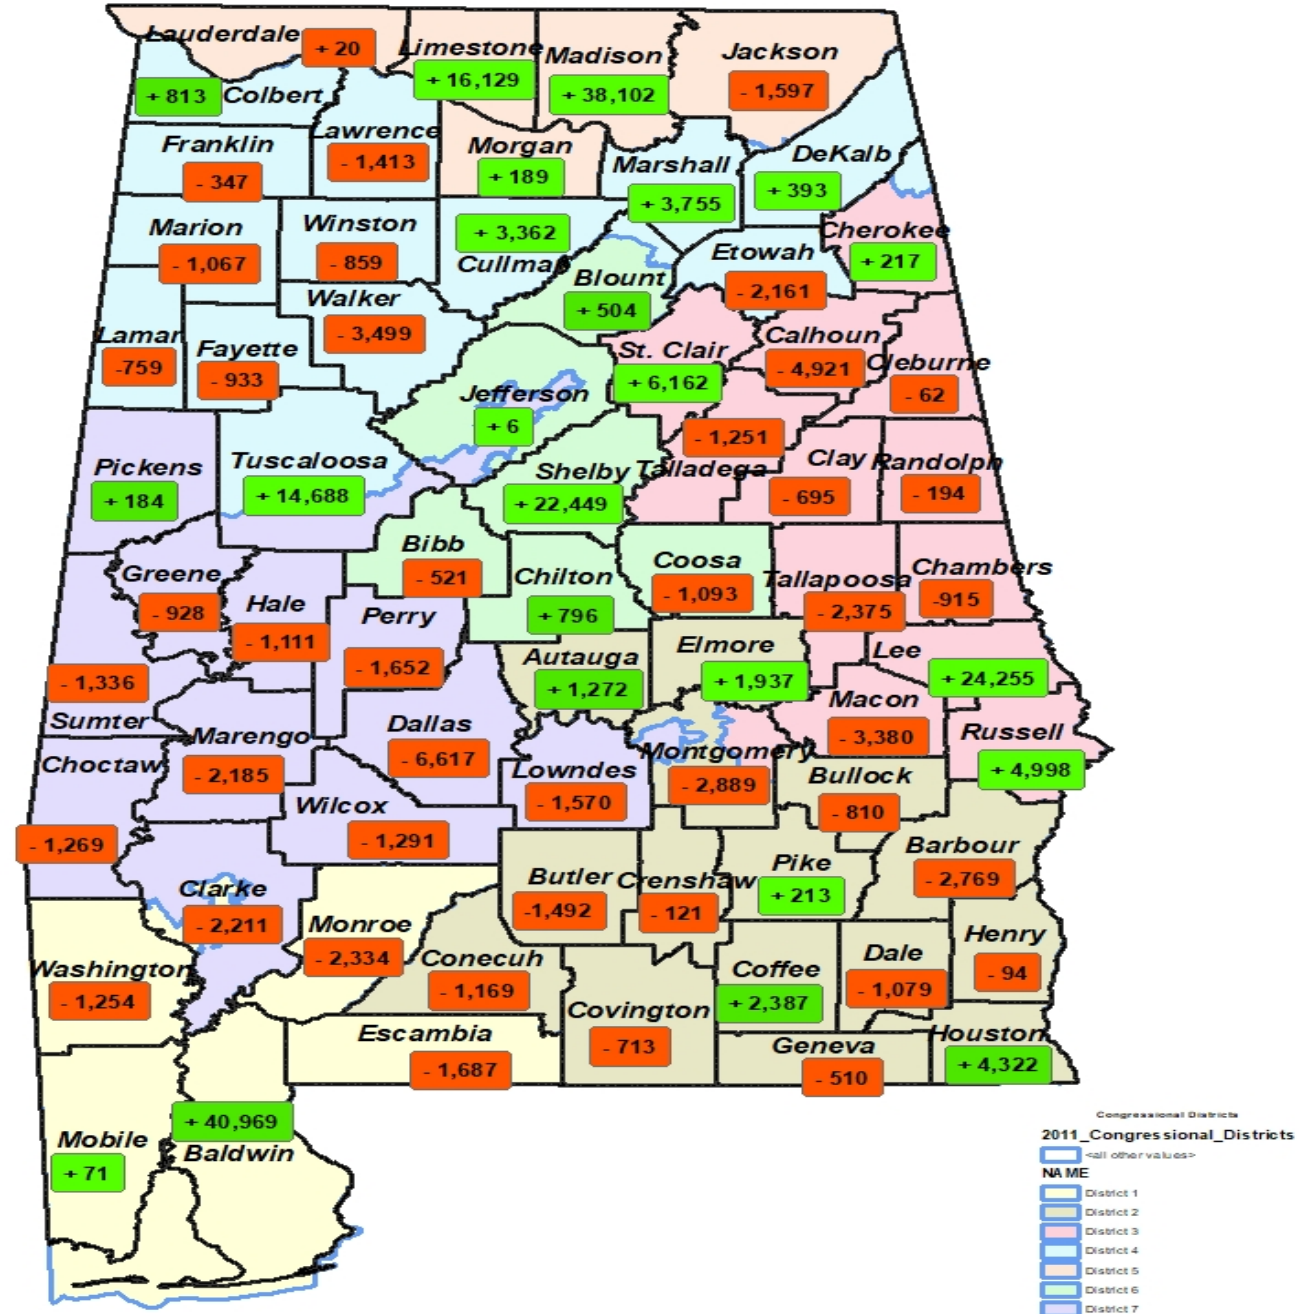 Lauderdale
+ 20
Limestone
+ 16,129
Madison
+ 38,102
Jackson
- 1,597
+ 813
Colbert
Franklin
- 347
Lawrence
- 1,413
Morgan
+ 189
Marshall
+ 3,755
DeKalb
+ 393
Cherokee
+ 217
Marion
- 1,067
Winston
- 859
+ 3,362
Cullman
Blount
+ 504
Etowah
- 2,161
Walker
- 3,499
Lamar
-759
Fayette
- 933
St. Clair
+ 6,162
Calhoun
- 4,921
Cleburne
- 62
Jefferson
+ 6
- 1,251
Talladega
Pickens
+ 184
Tuscaloosa
+ 14,688
Shelby
+ 22,449
Clay
- 695
Randolph
- 194
Greene
- 928
Hale
- 1,111
Bibb
- 521
Chilton
+ 796
Coosa
- 1,093
Tallapoosa
- 2,375
Chambers
-915
Perry
- 1,652
Autauga
+ 1,272
Elmore
+ 1,937
Lee
+ 24,255
- 1,336
Sumter
Marengo
- 2,185
Dallas
- 6,617
Lowndes
- 1,570
Montgomery
- 2,889
Macon
- 3,380
Russell
+ 4,998
Choctaw
- 1,269
Wilcox
- 1,291
Bullock
- 810
Clarke
- 2,211
Monroe
- 2,334
Butler
-1,492
Crenshaw
- 121
Pike
+ 213
Barbour
- 2,769
Washington
- 1,254
Conecuh
- 1,169
Covington
- 713
Coffee
+ 2,387
Dale
- 1,079
Henry
- 94
Escambia
- 1,687
Geneva
- 510
Houston
+ 4,322
Mobile
+ 71
+ 40,969
Baldwin
Congressional Districts
2011_Congressional_Districts
<all other values>
NAME
District 1
District 2
District 3
District 4
District 5
District 6
District 7